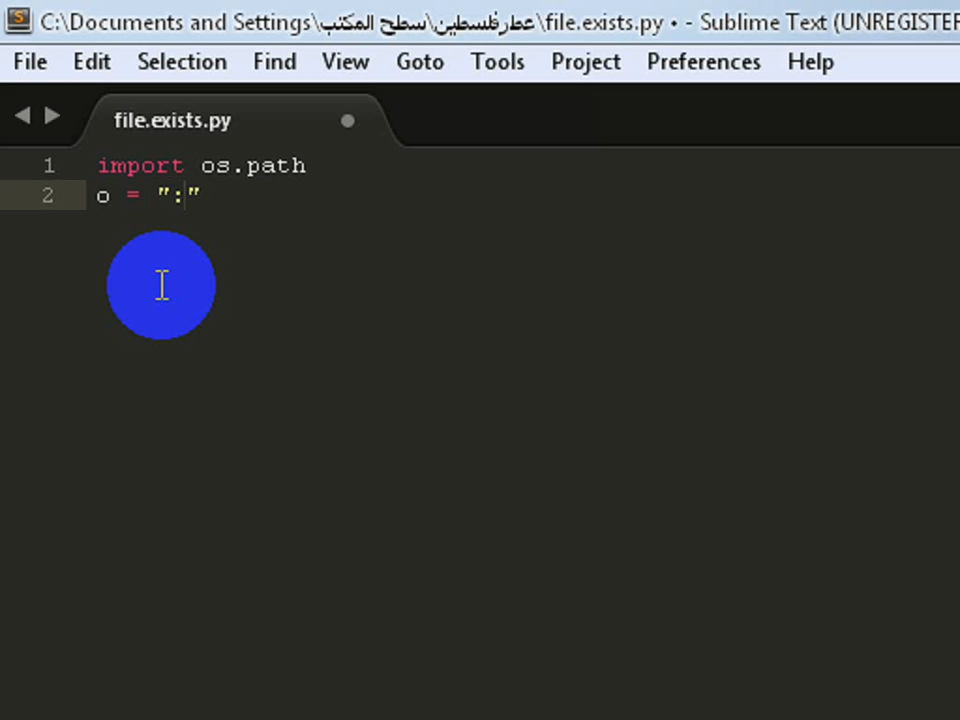 C:\Documents and Settings\عطرفلسطين\سطح المكتب\file.exists.py • - Sublime Text (UNREGISTER
File Edit Selection Find View Goto Tools Project Preferences Help
file.exists.py
1 import os.path
2 o = ":"